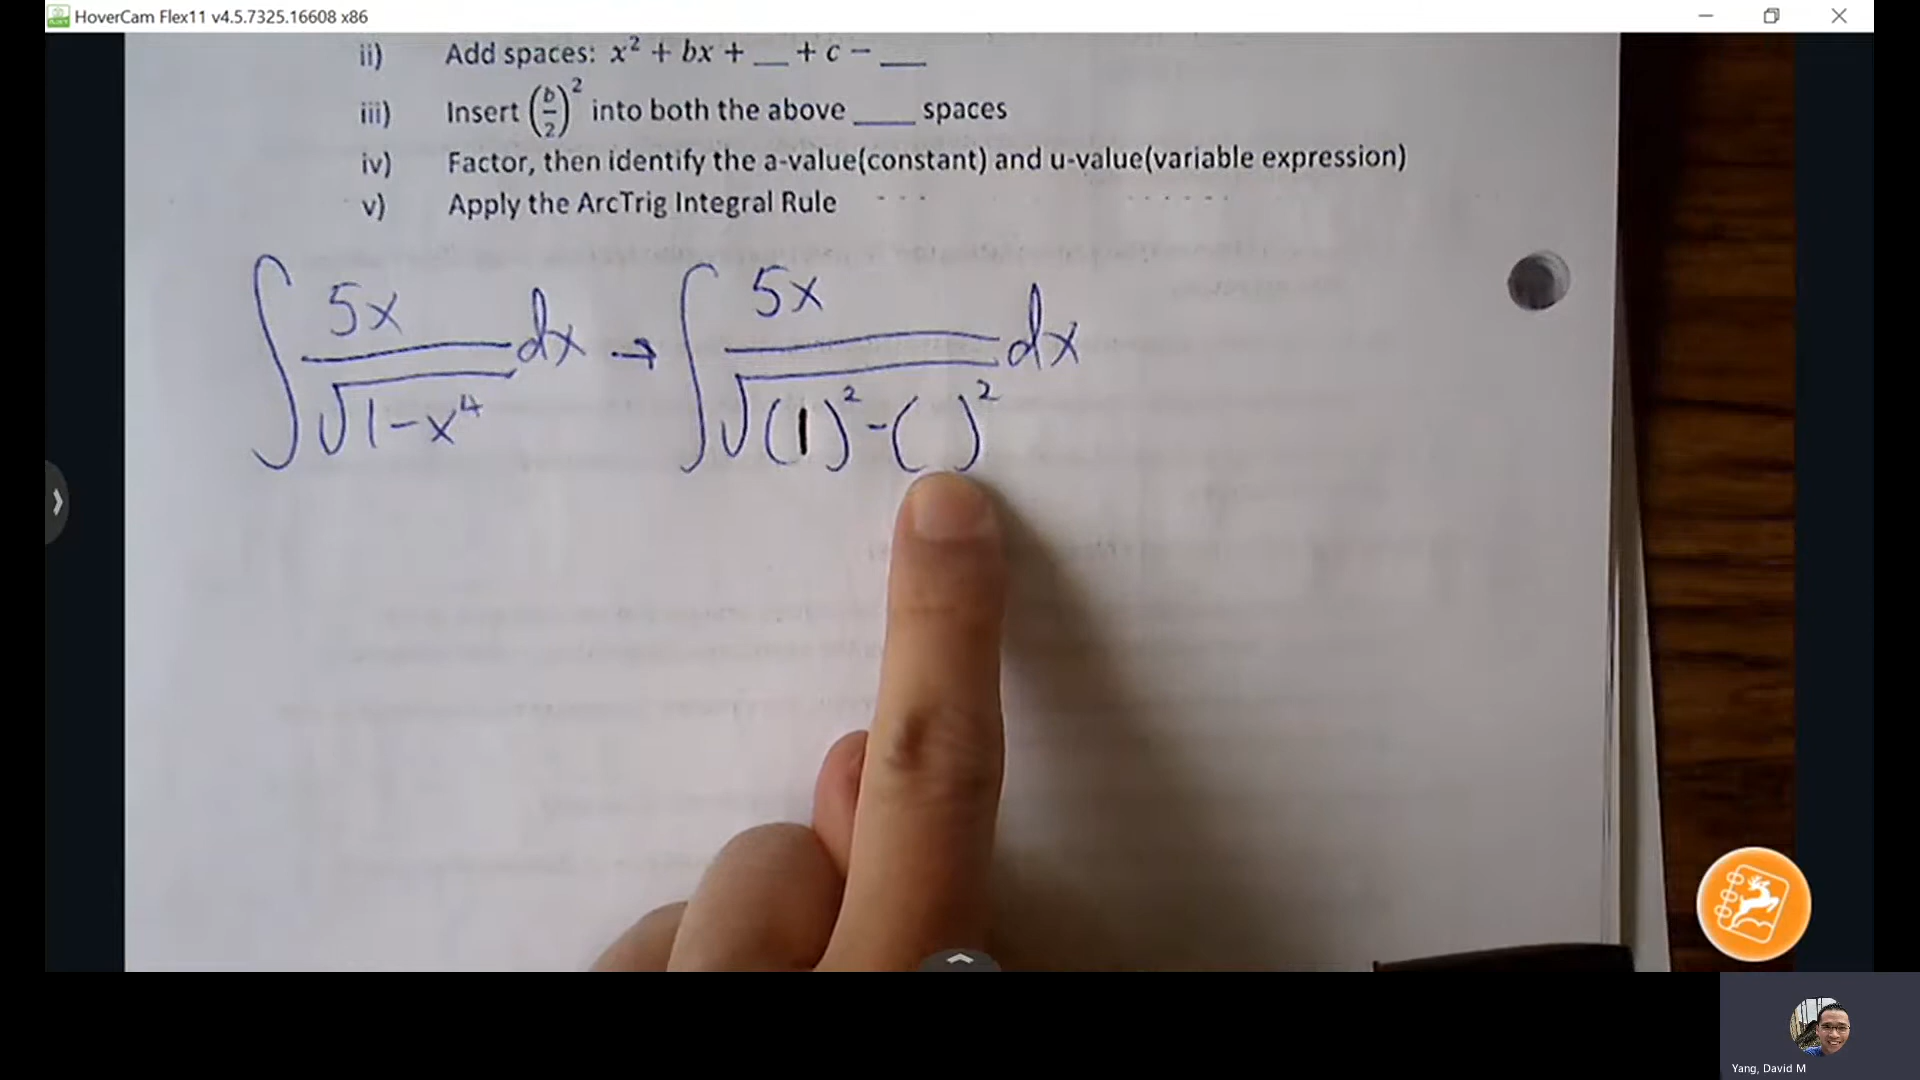 HoverCam Flex11 v4.5.7325.16608 x86
ii) Add spaces: x² + bx + __ + c − ___
iii) Insert (b/2)² into both the above ____ spaces
iv) Factor, then identify the a-value(constant) and u-value(variable expression)
v) Apply the ArcTrig Integral Rule
∫ 5x/√(1−x⁴) dx → ∫ 5x/√((1)²−( )²) dx
Yang, David M